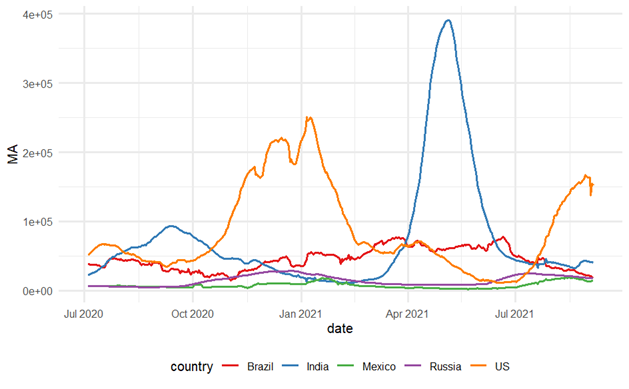 4e+05
3e+05
2e+05
1e+05
0e+00
MA
Jul 2020 Oct 2020 Jan 2021 Apr 2021 Jul 2021
date
country Brazil India Mexico Russia US